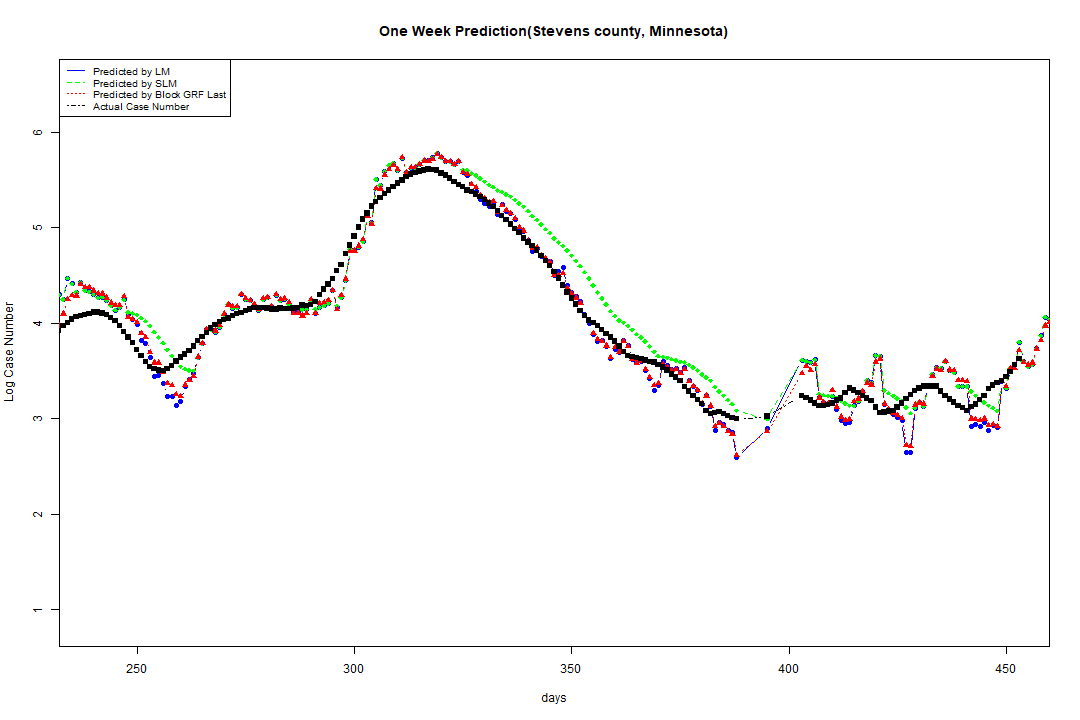 One Week Prediction(Stevens county, Minnesota)
Predicted by LM
Predicted by SLM
Predicted by Block GRF Last
Actual Case Number
Log Case Number
6
5
4
3
2
1
250 300 350 400 450
days